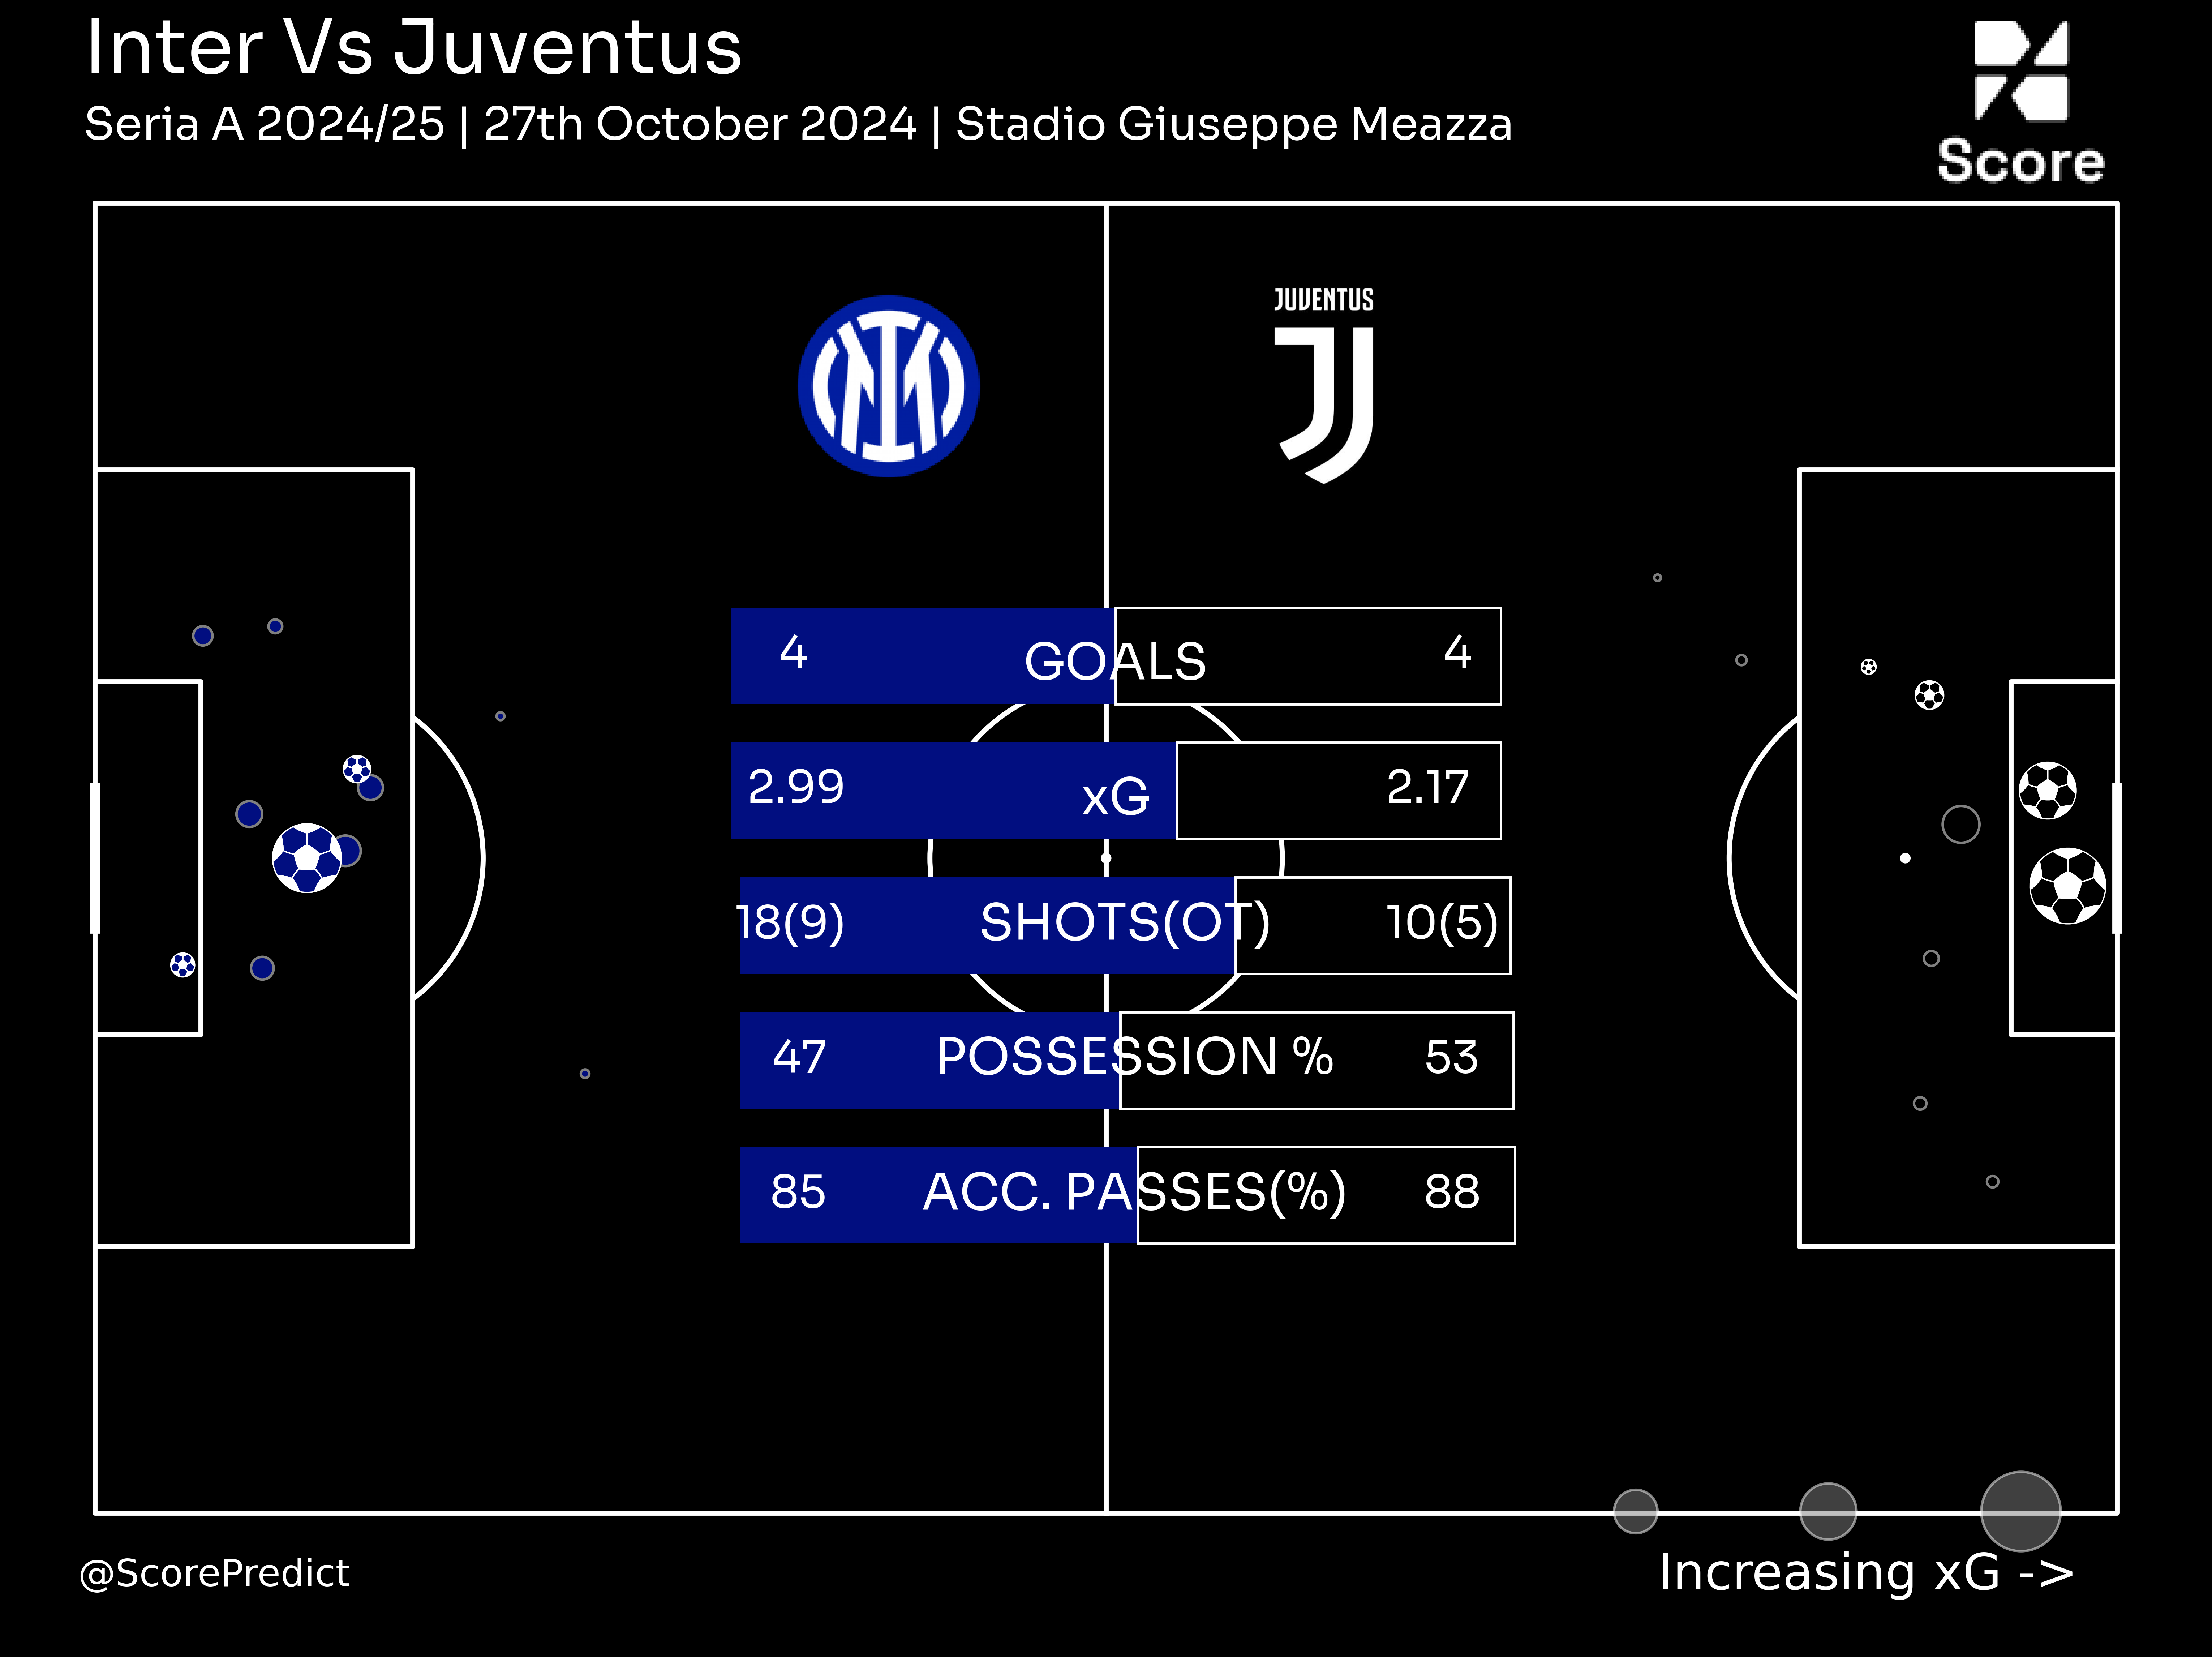 Inter Vs Juventus
Seria A 2024/25 | 27th October 2024 | Stadio Giuseppe Meazza
Score
JUVENTUS
4 GOALS 4
2.99 xG 2.17
18(9) SHOTS(OT) 10(5)
47 POSSESSION % 53
85 ACC. PASSES(%) 88
@ScorePredict
Increasing xG ->